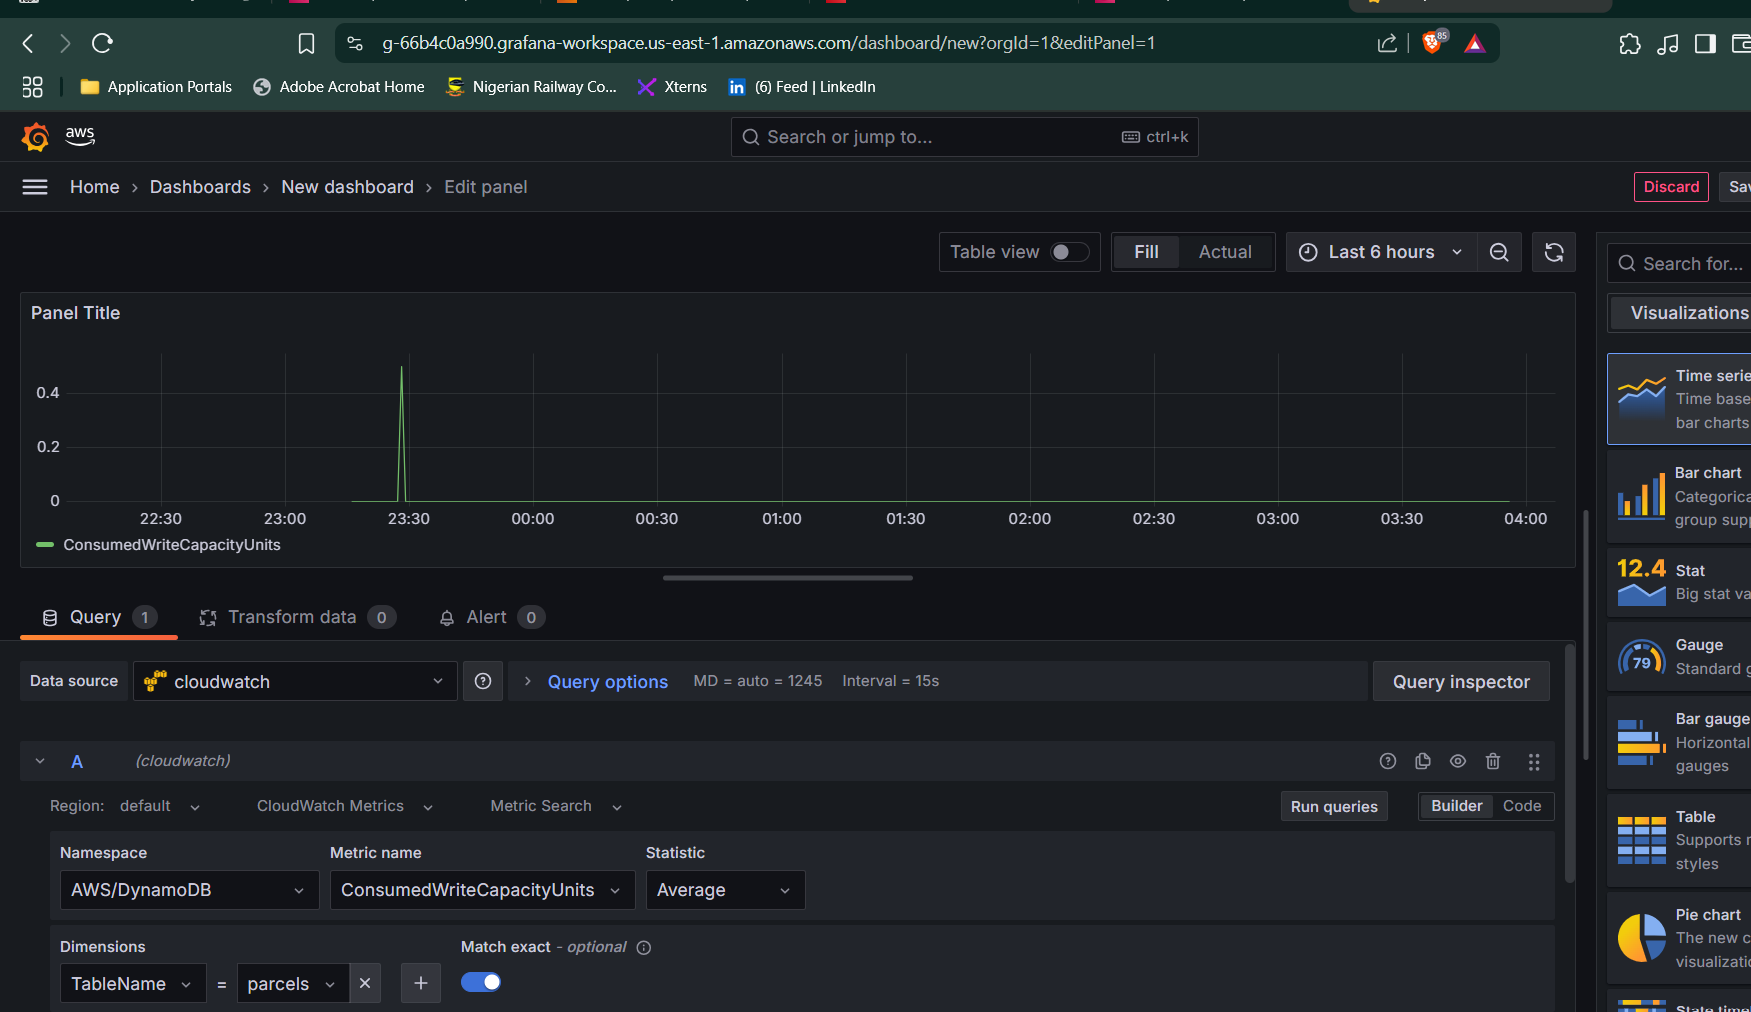 85
g-66b4c0a990.grafana-workspace.us-east-1.amazonaws.com/dashboard/new?orgId=1&editPanel=1
Application Portals
Adobe Acrobat Home
Nigerian Railway Co...
Xterns
(6) Feed | LinkedIn
aws
Search or jump to...
ctrl+k
Home › Dashboards › New dashboard › Edit panel
Discard
Sav
Table view
Fill
Actual
Last 6 hours
Search for...
Panel Title
Visualizations
0.4
0.2
0
22:30 23:00 23:30 00:00 00:30 01:00 01:30 02:00 02:30 03:00 03:30 04:00
ConsumedWriteCapacityUnits
Time serie
Time base
bar charts
Bar chart
Categorica
group supp
12.4
Stat
Big stat va
79
Gauge
Standard g
Bar gauge
Horizontal
gauges
Table
Supports r
styles
Pie chart
The new c
visualizatio
State time
Query 1
Transform data 0
Alert 0
Data source
cloudwatch
Query options
MD = auto = 1245
Interval = 15s
Query inspector
A
(cloudwatch)
Region: default
CloudWatch Metrics
Metric Search
Run queries
Builder
Code
Namespace
Metric name
Statistic
AWS/DynamoDB
ConsumedWriteCapacityUnits
Average
Dimensions
Match exact - optional
TableName = parcels